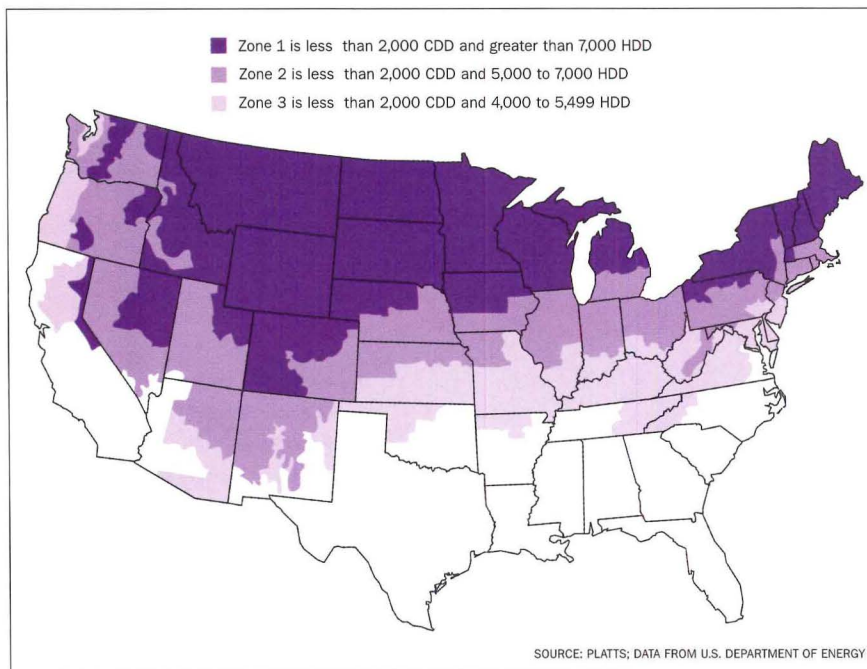 Zone 1 is less than 2,000 CDD and greater than 7,000 HDD
Zone 2 is less than 2,000 CDD and 5,000 to 7,000 HDD
Zone 3 is less than 2,000 CDD and 4,000 to 5,499 HDD
SOURCE: PLATTS; DATA FROM U.S. DEPARTMENT OF ENERGY